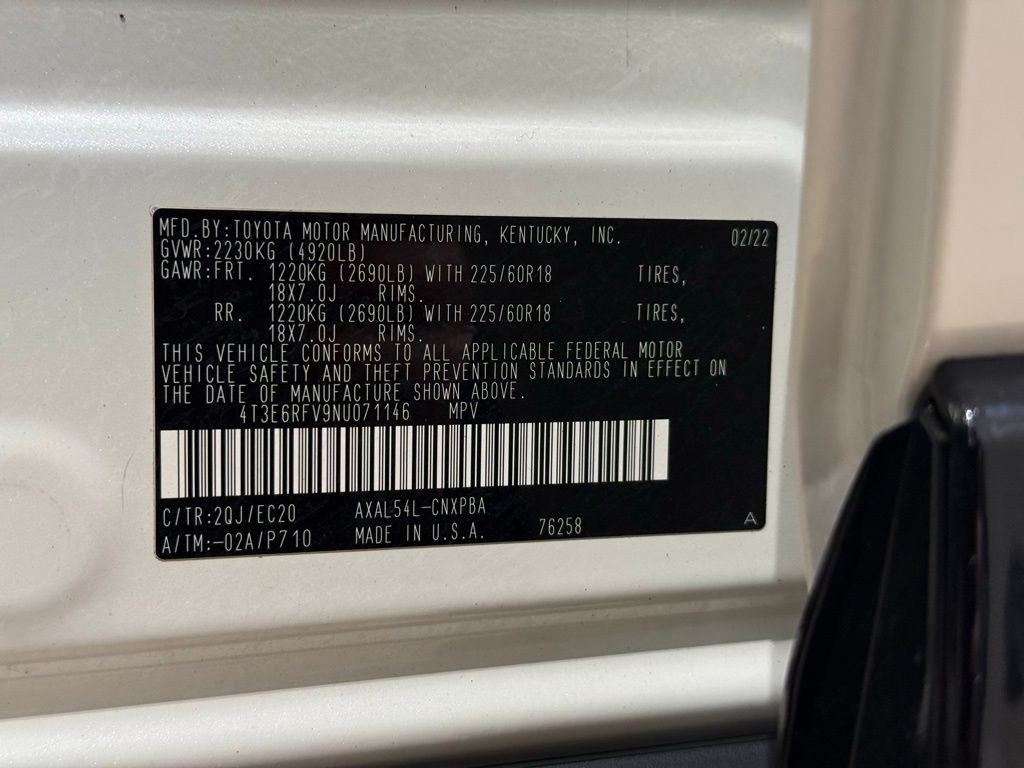 MFD.BY:TOYOTA MOTOR MANUFACTURING, KENTUCKY, INC. 02/22
GVWR:2230KG (4920LB)
GAWR:FRT. 1220KG (2690LB) WITH 225/60R18 TIRES,
18X7.0J RIMS.
RR. 1220KG (2690LB) WITH 225/60R18 TIRES,
18X7.0J RIMS.
THIS VEHICLE CONFORMS TO ALL APPLICABLE FEDERAL MOTOR
VEHICLE SAFETY AND THEFT PREVENTION STANDARDS IN EFFECT ON
THE DATE OF MANUFACTURE SHOWN ABOVE.
4T3E6RFV9NU071146 MPV
C/TR:2QJ/EC20 AXAL54L-CNXPBA
A/TM:-02A/P710 MADE IN U.S.A. 76258 A